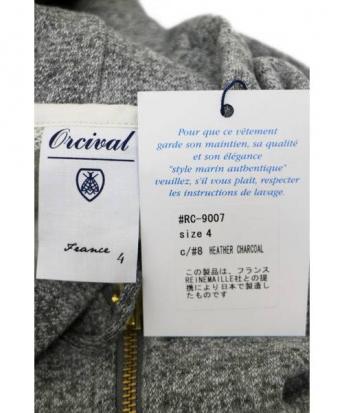 Orcival
France 4
Pour que ce vêtement
garde son maintien, sa qualité
et son élégance
"style marin authentique"
veuillez, s'il vous plait, respecter
les instructions de lavage.
#RC-9007
size 4
c/#8 HEATHER CHARCOAL
この製品は、フランス
REINEMAILLE社との提
携により日本で製造し
たものです